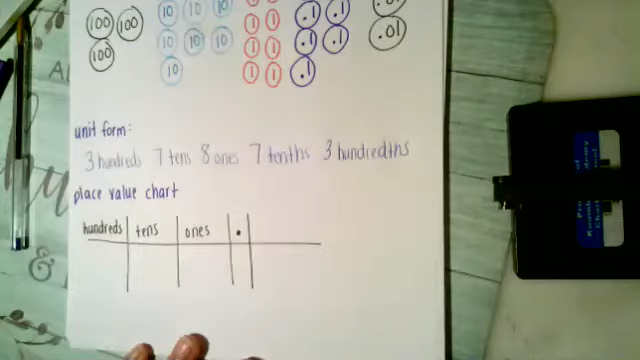 10 10 10
100 100 1 1 .1 .1
10 10 10 1 1 .1 .1 .01
100 10 1 1 .1
unit form:
3 hundreds 7 tens 8 ones 7 tenths 3 hundredths
place value chart
hundreds tens ones .